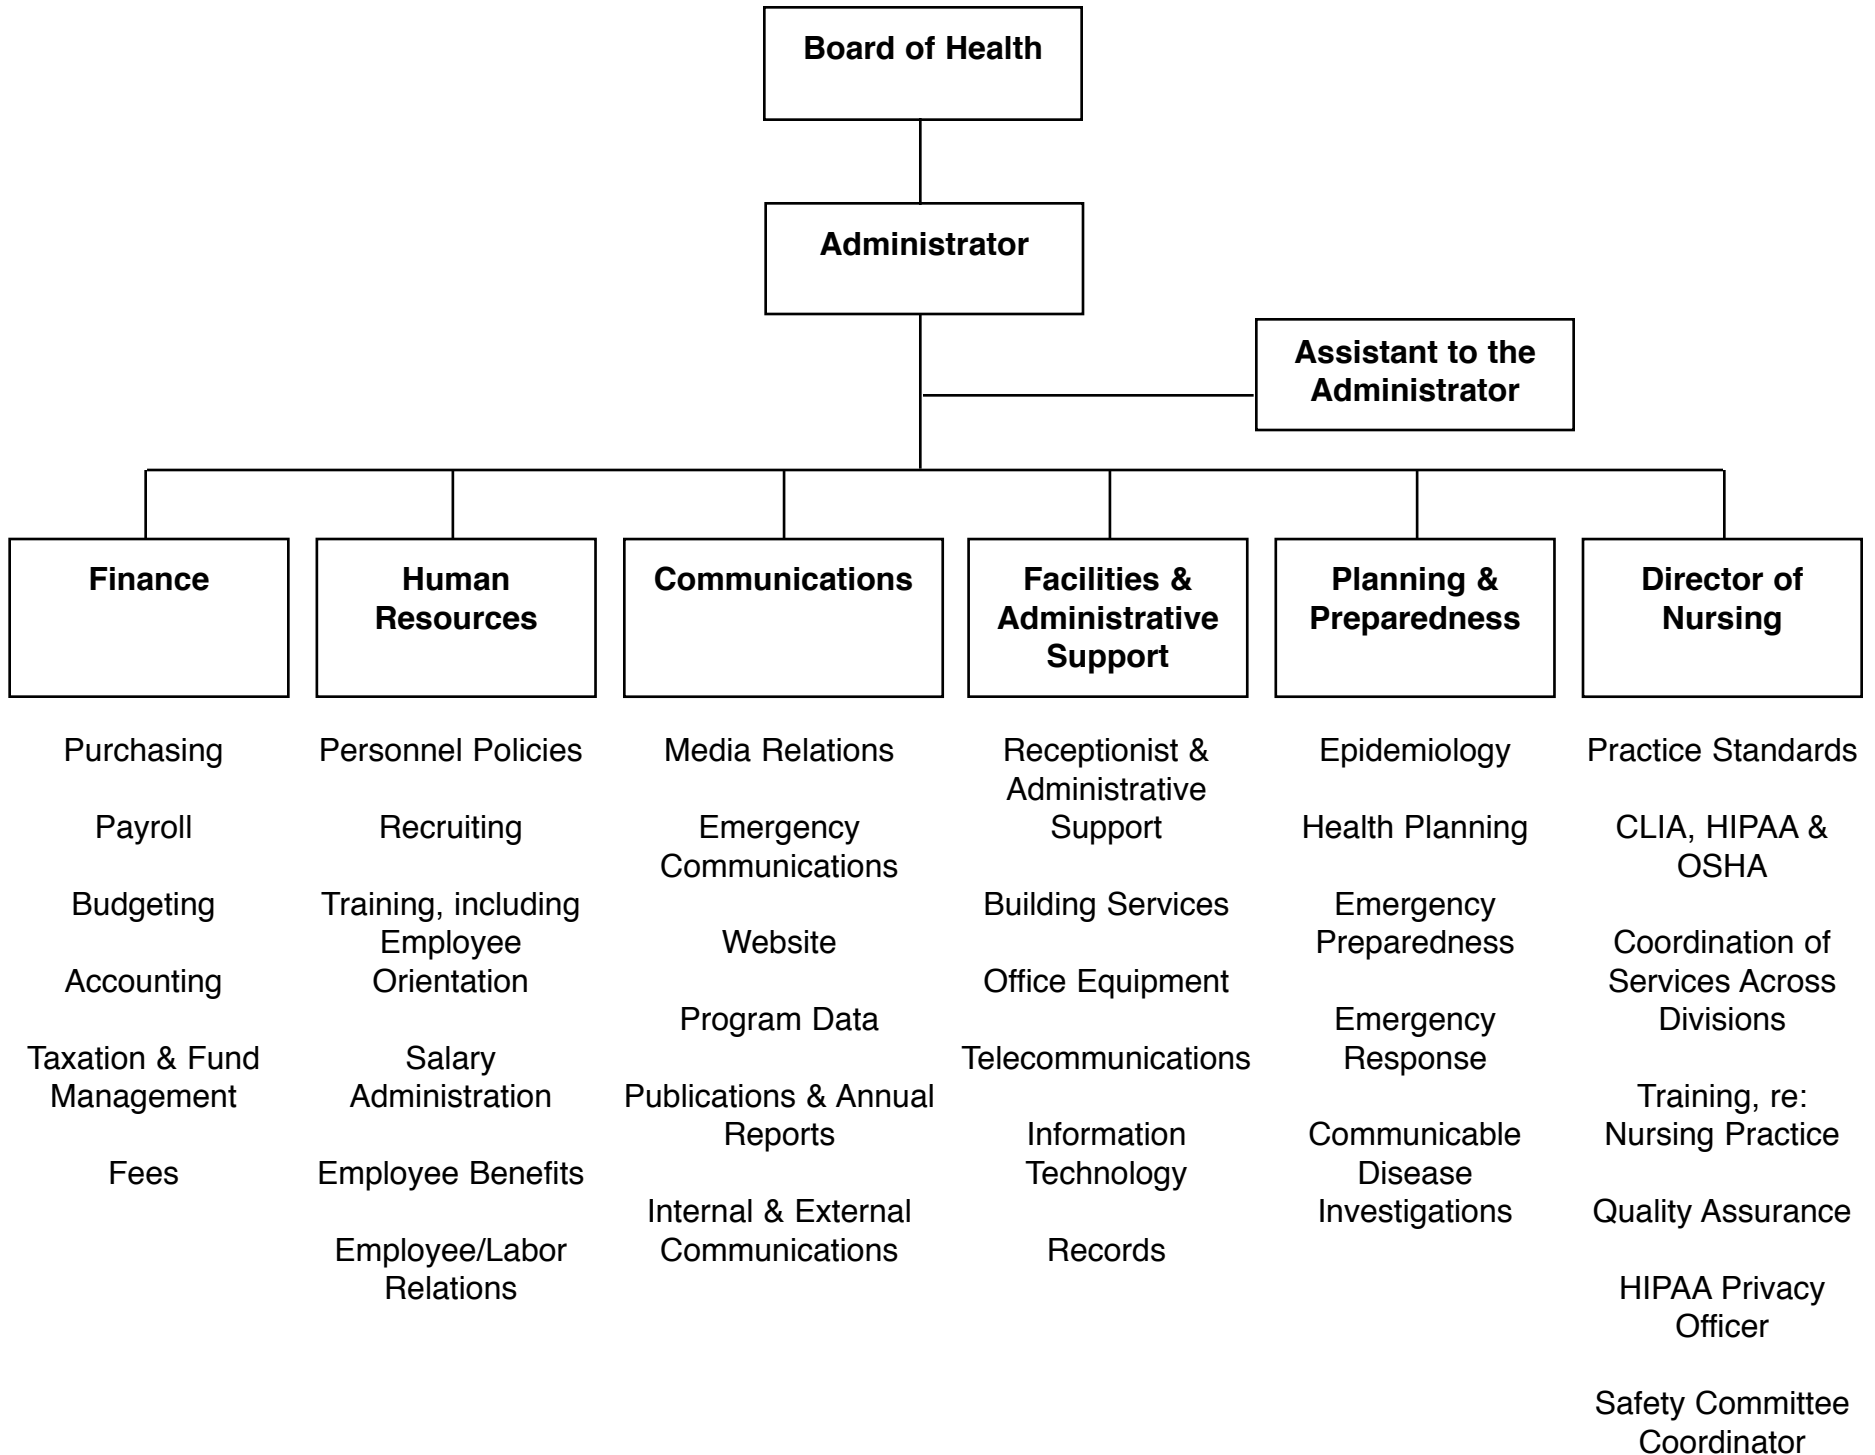 Board of Health
Administrator
Assistant to the
Administrator
Finance
Human
Resources
Communications
Facilities &
Administrative
Support
Planning &
Preparedness
Director of
Nursing
Purchasing
Payroll
Budgeting
Accounting
Taxation & Fund
Management
Fees
Personnel Policies
Recruiting
Training, including
Employee
Orientation
Salary
Administration
Employee Benefits
Employee/Labor
Relations
Media Relations
Emergency
Communications
Website
Program Data
Publications & Annual
Reports
Internal & External
Communications
Receptionist &
Administrative
Support
Building Services
Office Equipment
Telecommunications
Information
Technology
Records
Epidemiology
Health Planning
Emergency
Preparedness
Emergency
Response
Communicable
Disease
Investigations
Practice Standards
CLIA, HIPAA &
OSHA
Coordination of
Services Across
Divisions
Training, re:
Nursing Practice
Quality Assurance
HIPAA Privacy
Officer
Safety Committee
Coordinator